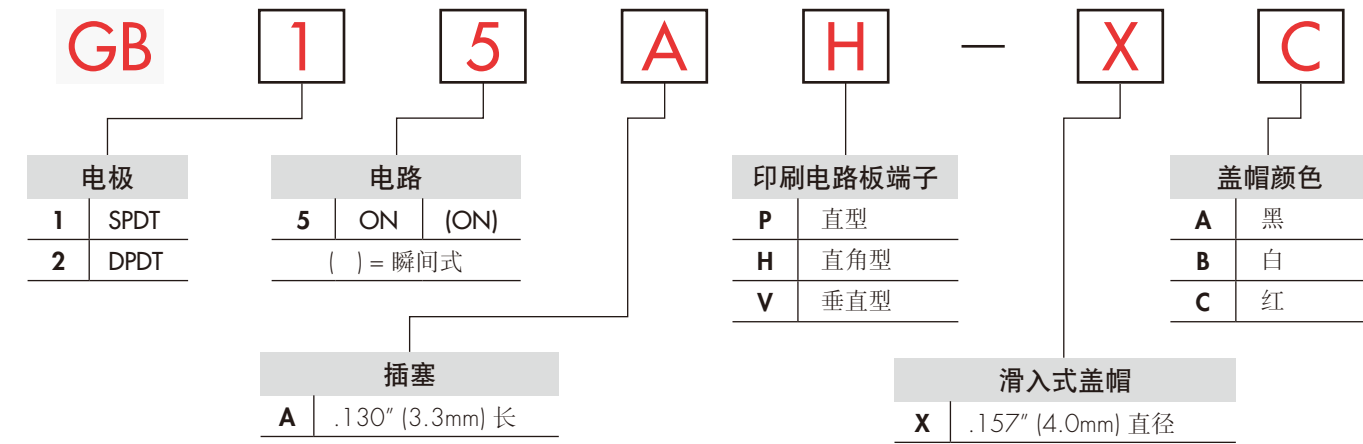 GB 1 5 A H — X C
电极
1 SPDT
2 DPDT
电路
5 ON (ON)
( ) = 瞬间式
印刷电路板端子
P 直型
H 直角型
V 垂直型
盖帽颜色
A 黑
B 白
C 红
插塞
A .130" (3.3mm) 长
滑入式盖帽
X .157" (4.0mm) 直径